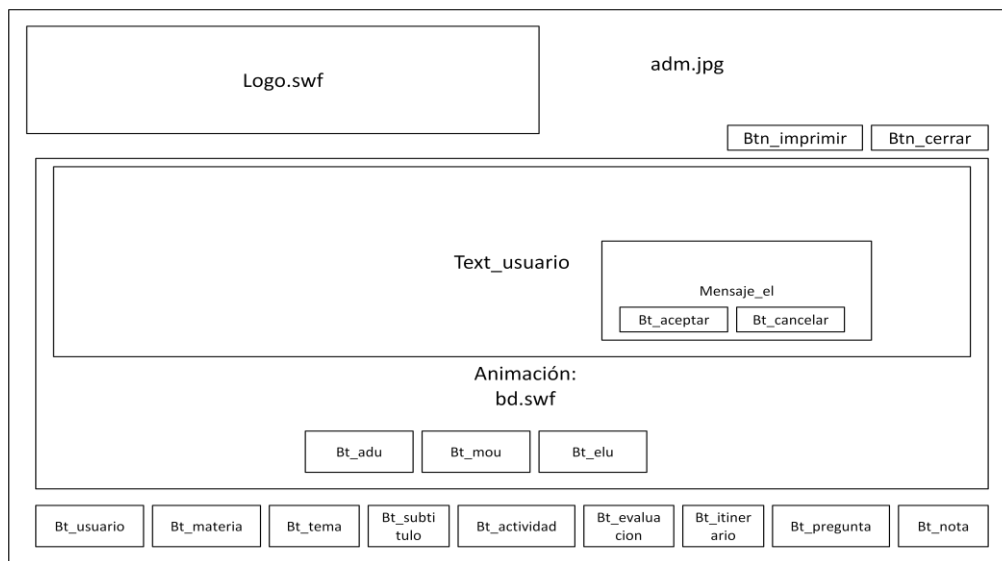 Logo.swf
adm.jpg
Btn_imprimir
Btn_cerrar
Text_usuario
Mensaje_el
Bt_aceptar
Bt_cancelar
Animación:
bd.swf
Bt_adu
Bt_mou
Bt_elu
Bt_usuario
Bt_materia
Bt_tema
Bt_subti
tulo
Bt_actividad
Bt_evalua
cion
Bt_itiner
ario
Bt_pregunta
Bt_nota